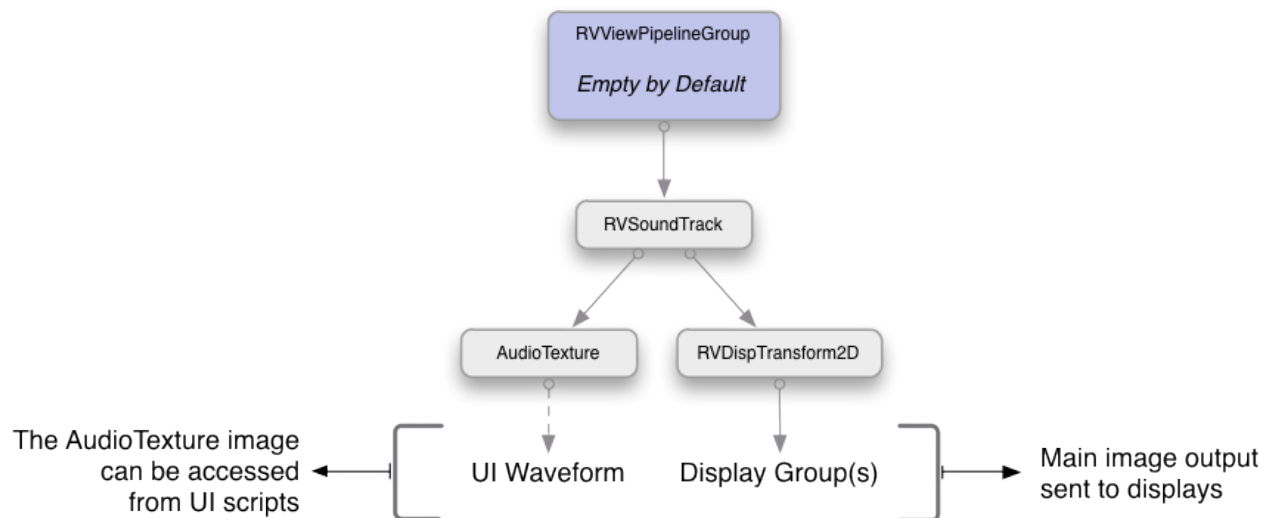 RVViewPipelineGroup
Empty by Default
RVSoundTrack
AudioTexture
RVDispTransform2D
The AudioTexture image
can be accessed
from UI scripts
UI Waveform
Display Group(s)
Main image output
sent to displays